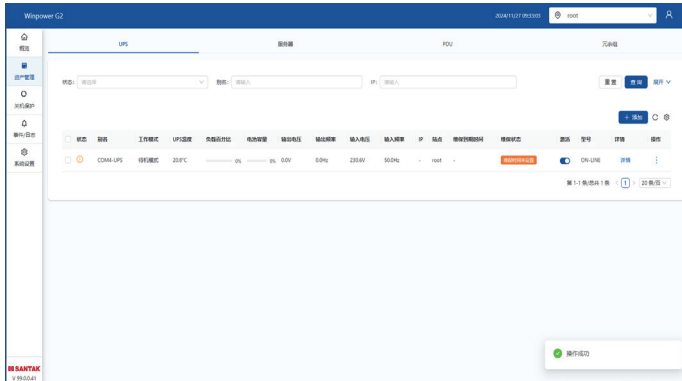 Winpower G2
2024/11/27 09:33:01
root
概览
资产管理
关机保护
事件/日志
系统设置
UPS
服务器
PDU
冗余组
状态: 请选择
别名: 请输入
IP: 请输入
重 置
查 询
展开
+ 添加
状态 别名 工作模式 UPS温度 负载百分比 电池容量 输出电压 输出频率 输入电压 输入频率 IP 站点 维保到期时间 维保状态 激活 型号 详情 操作
COM4-UPS 待机模式 20.8°C 0% 0% 0.0V 0.0Hz 230.6V 50.0Hz - root - ON-LINE 详情
第 1-1 条/总共 1 条 < 1 > 20 条/页
操作成功
SANTAK
V 99.0.0.41